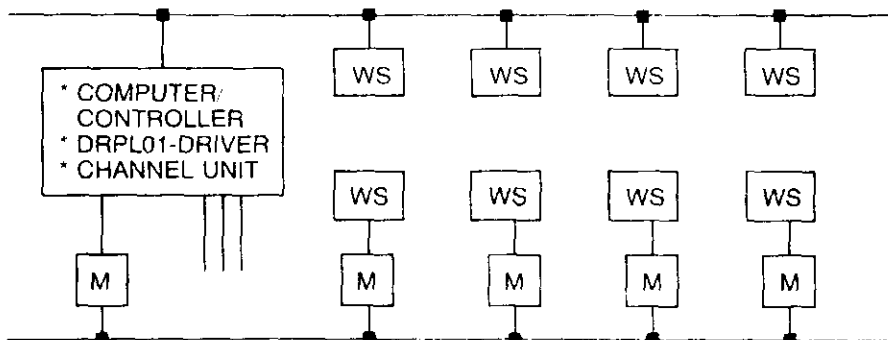 * COMPUTER/
CONTROLLER
* DRPL01-DRIVER
* CHANNEL UNIT
WS
WS
WS
WS
WS
WS
WS
WS
M
M
M
M
M